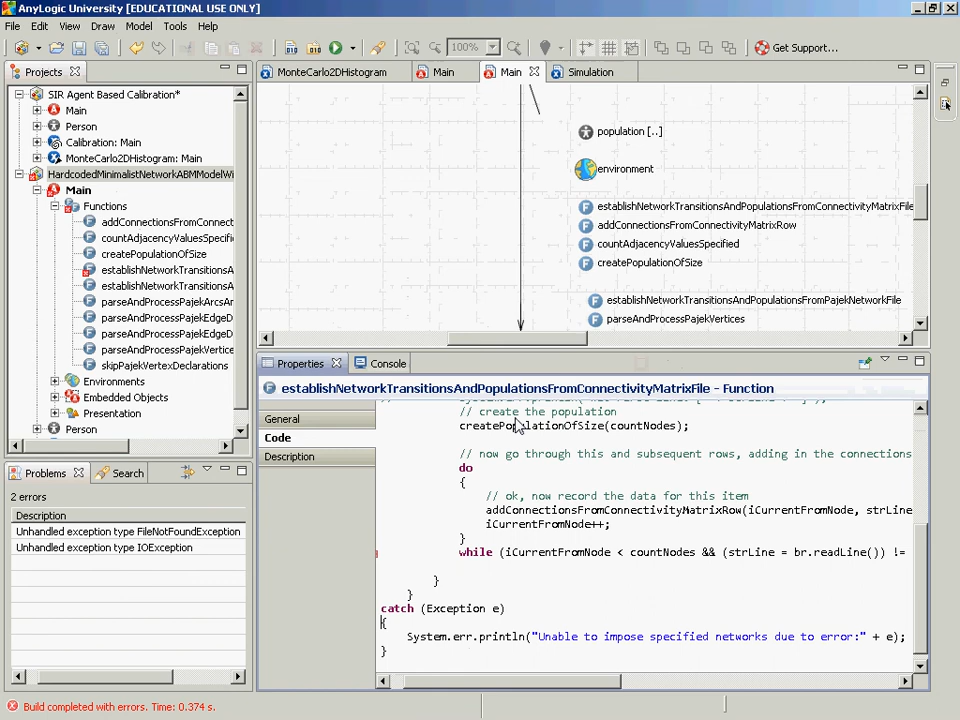 AnyLogic University [EDUCATIONAL USE ONLY]
File Edit View Draw Model Tools Help
100% Get Support...
Projects
SIR Agent Based Calibration*
Main
Person
Calibration: Main
MonteCarlo2DHistogram: Main
HardcodedMinimalistNetworkABMModelWi
Main
Functions
addConnectionsFromConnect
countAdjacencyValuesSpecifi
createPopulationOfSize
establishNetworkTransitionsA
establishNetworkTransitionsA
parseAndProcessPajekArcsAr
parseAndProcessPajekEdgeD
parseAndProcessPajekEdgeD
parseAndProcessPajekVertice
skipPajekVertexDeclarations
Environments
Embedded Objects
Presentation
Person
Problems Search
2 errors
Description
Unhandled exception type FileNotFoundException
Unhandled exception type IOException
MonteCarlo2DHistogram Main Main Simulation
population [..]
environment
establishNetworkTransitionsAndPopulationsFromConnectivityMatrixFile
addConnectionsFromConnectivityMatrixRow
countAdjacencyValuesSpecified
createPopulationOfSize
establishNetworkTransitionsAndPopulationsFromPajekNetworkFile
parseAndProcessPajekVertices
Properties Console
establishNetworkTransitionsAndPopulationsFromConnectivityMatrixFile - Function
General
Code
Description
// create the population
createPopulationOfSize(countNodes);
// now go through this and subsequent rows, adding in the connections
do
{
// ok, now record the data for this item
addConnectionsFromConnectivityMatrixRow(iCurrentFromNode, strLine
iCurrentFromNode++;
}
while (iCurrentFromNode < countNodes && (strLine = br.readLine()) !=
}
}
catch (Exception e)
{
System.err.println("Unable to impose specified networks due to error:" + e);
}
Build completed with errors. Time: 0.374 s.